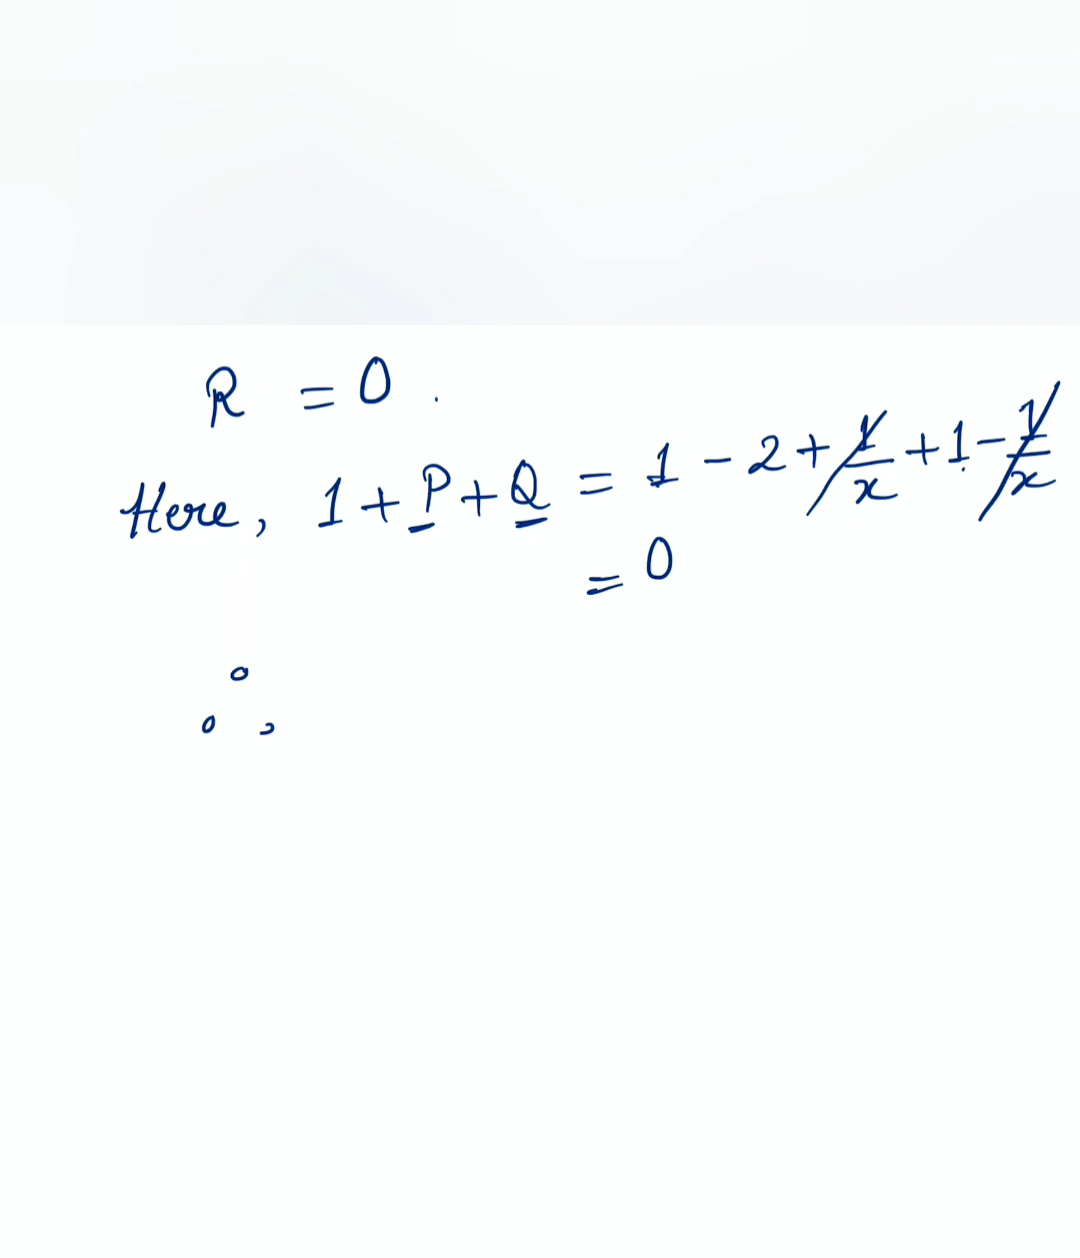 R = 0.
Here, 1 + P + Q = 1 - 2 + 1/x + 1 - 1/x
= 0
∴